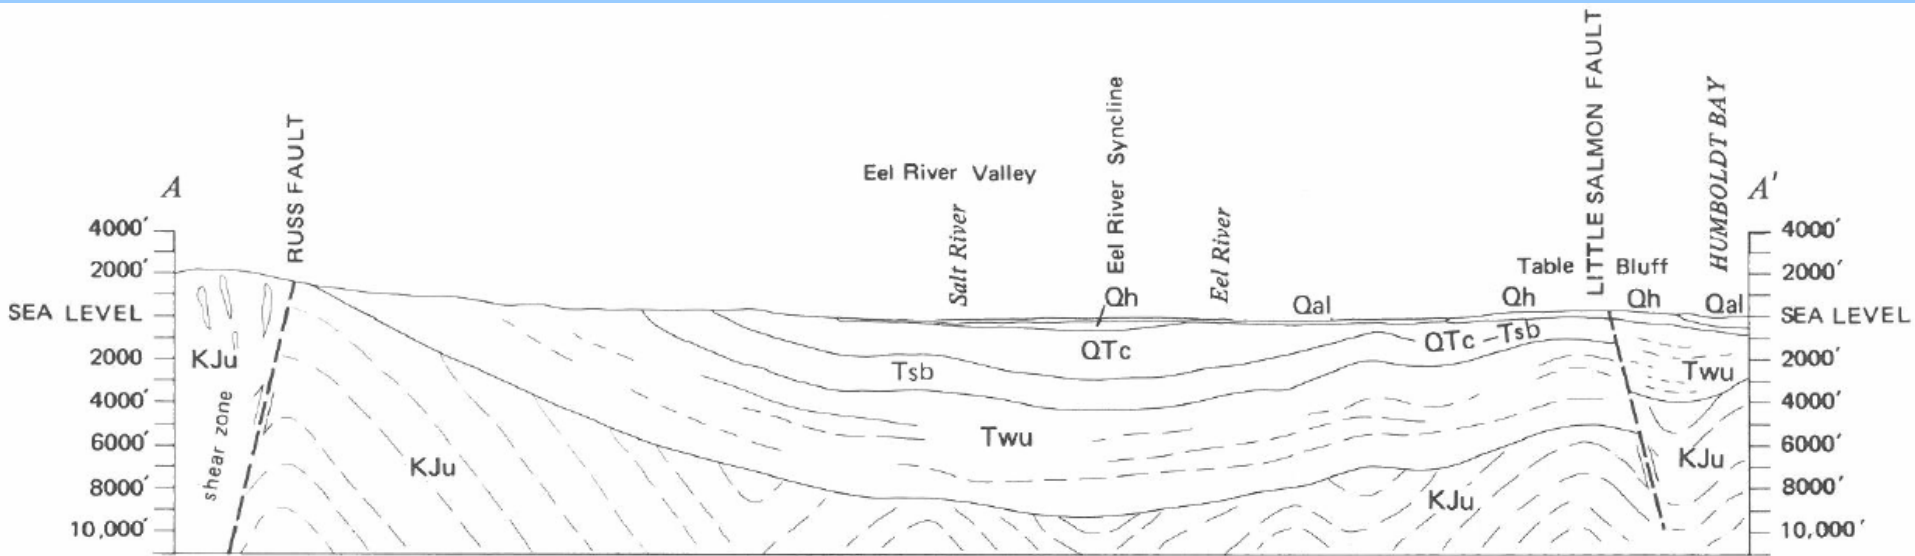 A
RUSS FAULT
Eel River Valley
Salt River
Eel River Syncline
Eel River
LITTLE SALMON FAULT
HUMBOLDT BAY
A'
4000'
2000'
SEA LEVEL
2000
4000'
6000'
8000'
10,000'
KJu
shear zone
KJu
Tsb
Twu
QTc
Qh
Qal
QTc-Tsb
Table Bluff
Qh
Qh
Qal
Twu
KJu
KJu
4000'
2000'
SEA LEVEL
2000'
4000'
6000'
8000'
10,000'